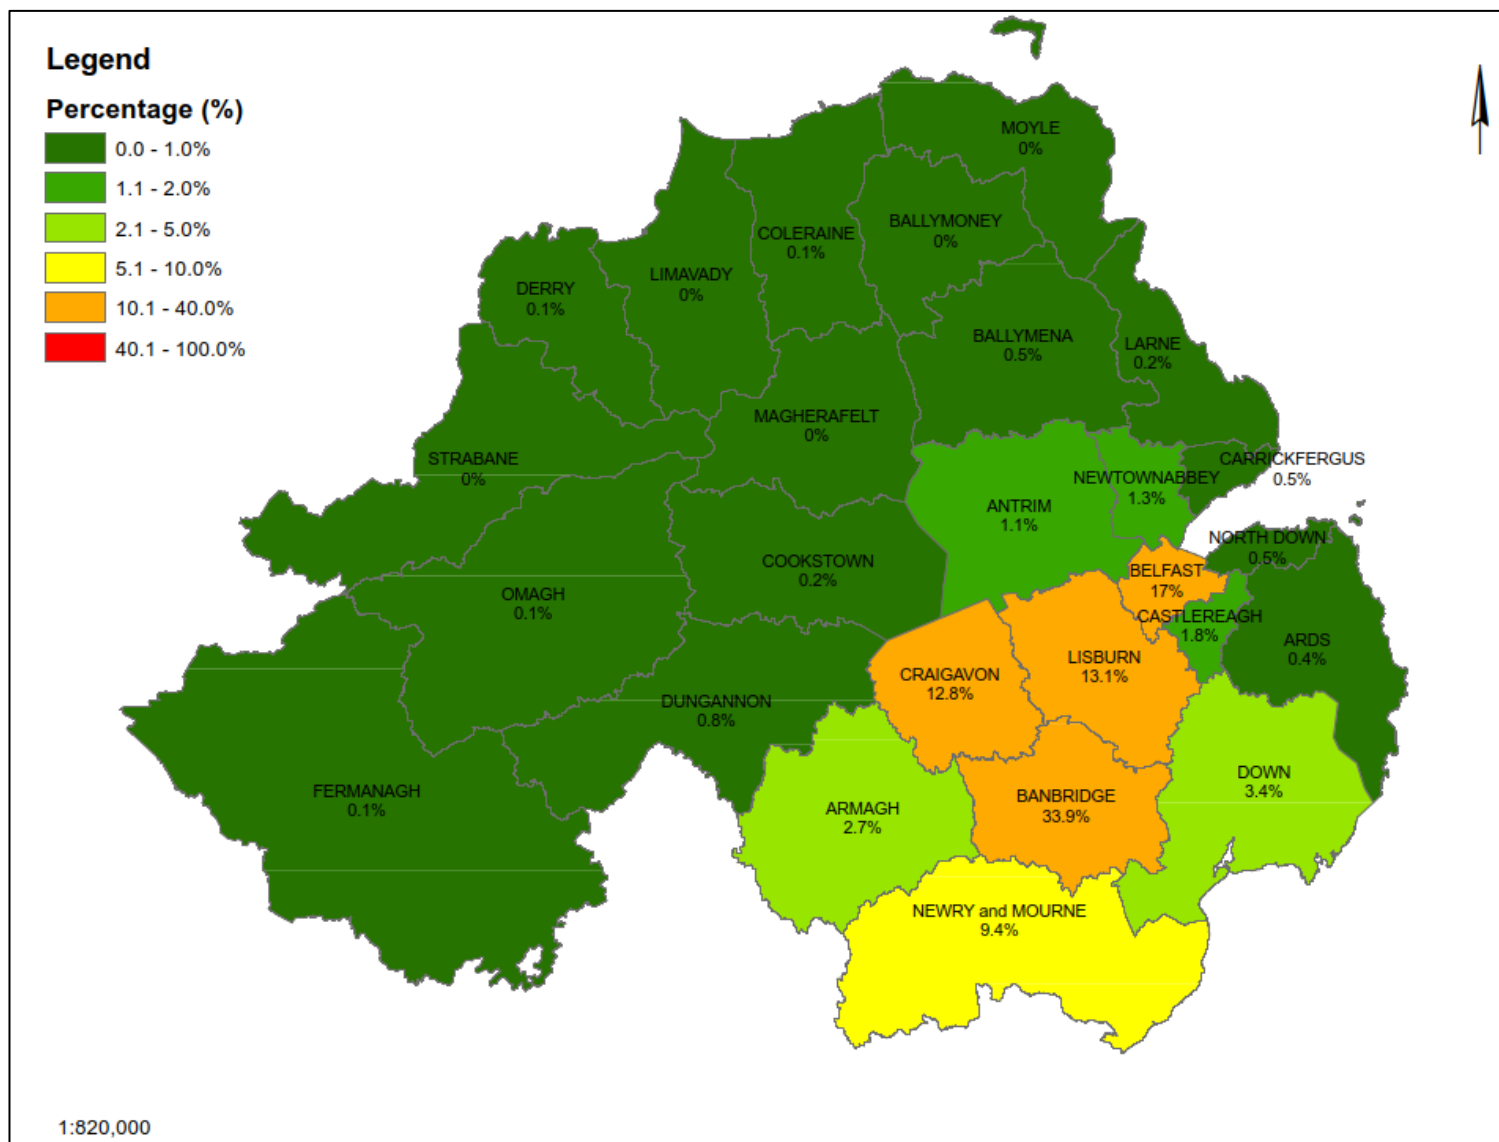 Legend
Percentage (%)
0.0 - 1.0%
1.1 - 2.0%
2.1 - 5.0%
5.1 - 10.0%
10.1 - 40.0%
40.1 - 100.0%
MOYLE
0%
BALLYMONEY
0%
COLERAINE
0.1%
LIMAVADY
0%
DERRY
0.1%
BALLYMENA
0.5%
LARNE
0.2%
MAGHERAFELT
0%
STRABANE
0%
CARRICKFERGUS
0.5%
NEWTOWNABBEY
1.3%
ANTRIM
1.1%
NORTH DOWN
0.5%
COOKSTOWN
0.2%
BELFAST
17%
OMAGH
0.1%
CASTLEREAGH
1.8%
ARDS
0.4%
LISBURN
13.1%
CRAIGAVON
12.8%
DUNGANNON
0.8%
DOWN
3.4%
FERMANAGH
0.1%
BANBRIDGE
33.9%
ARMAGH
2.7%
NEWRY and MOURNE
9.4%
1:820,000